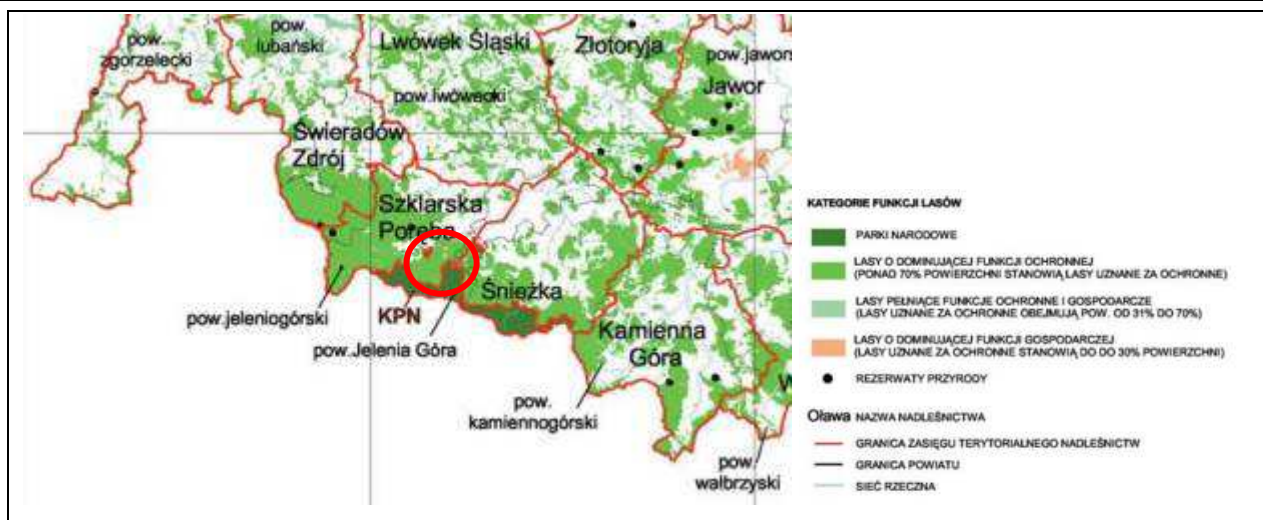 pow.
zgorzelecki
pow.
lubański
Lwówek Śląski
pow.lwówecki
Złotoryja
pow.jawors
Jawor
Świeradów
Zdrój
Szklarska
Poręba
Śnieżka
pow.jeleniogórski
KPN
pow.Jelenia Góra
Kamienna
Góra
pow.
kamiennogórski
W
pow.
wałbrzyski
KATEGORIE FUNKCJI LASÓW
PARKI NARODOWE
LASY O DOMINUJĄCEJ FUNKCJI OCHRONNEJ
(PONAD 70% POWIERZCHNI STANOWIĄ LASY UZNANE ZA OCHRONNE)
LASY PEŁNIĄCE FUNKCJE OCHRONNE I GOSPODARCZE
(LASY UZNANE ZA OCHRONNE OBEJMUJĄ POW. OD 31% DO 70%)
LASY O DOMINUJĄCEJ FUNKCJI GOSPODARCZEJ
(LASY UZNANE ZA OCHRONNE STANOWIĄ DO DO 30% POWIERZCHNI)
REZERWATY PRZYRODY
Oława NAZWA NADLEŚNICTWA
GRANICA ZASIĘGU TERYTORIALNEGO NADLEŚNICTW
GRANICA POWIATU
SIEĆ RZECZNA